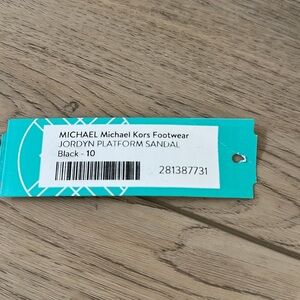 MICHAEL Michael Kors Footwear
JORDYN PLATFORM SANDAL
Black - 10
281387731